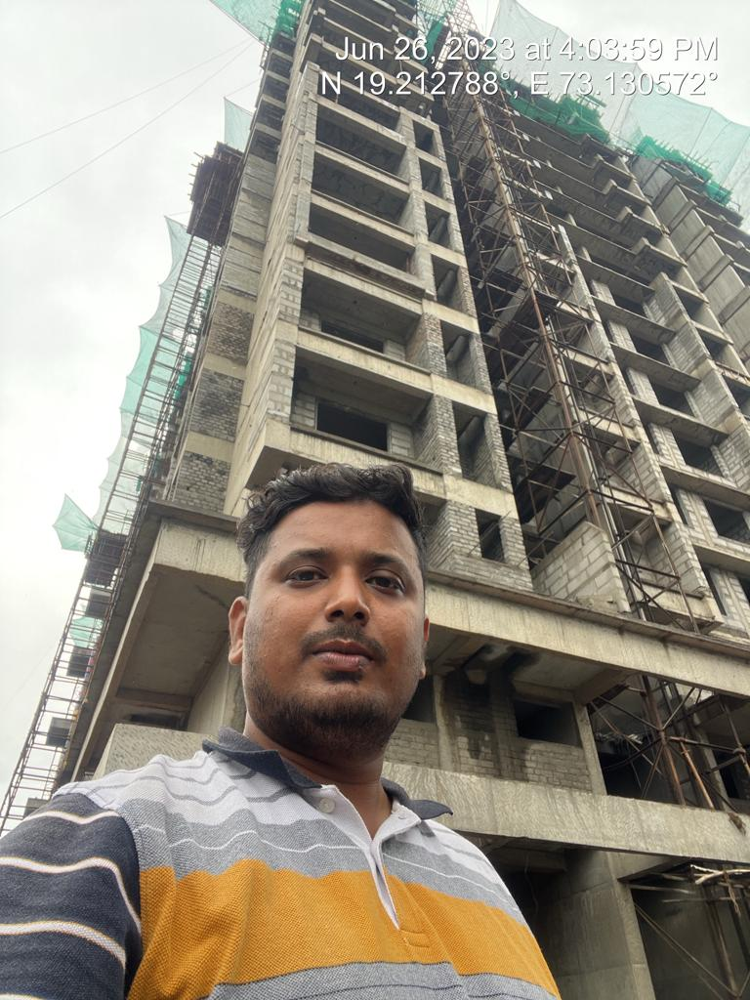 Jun 26, 2023 at 4:03:59 PM
N 19.212788°, E 73.130572°